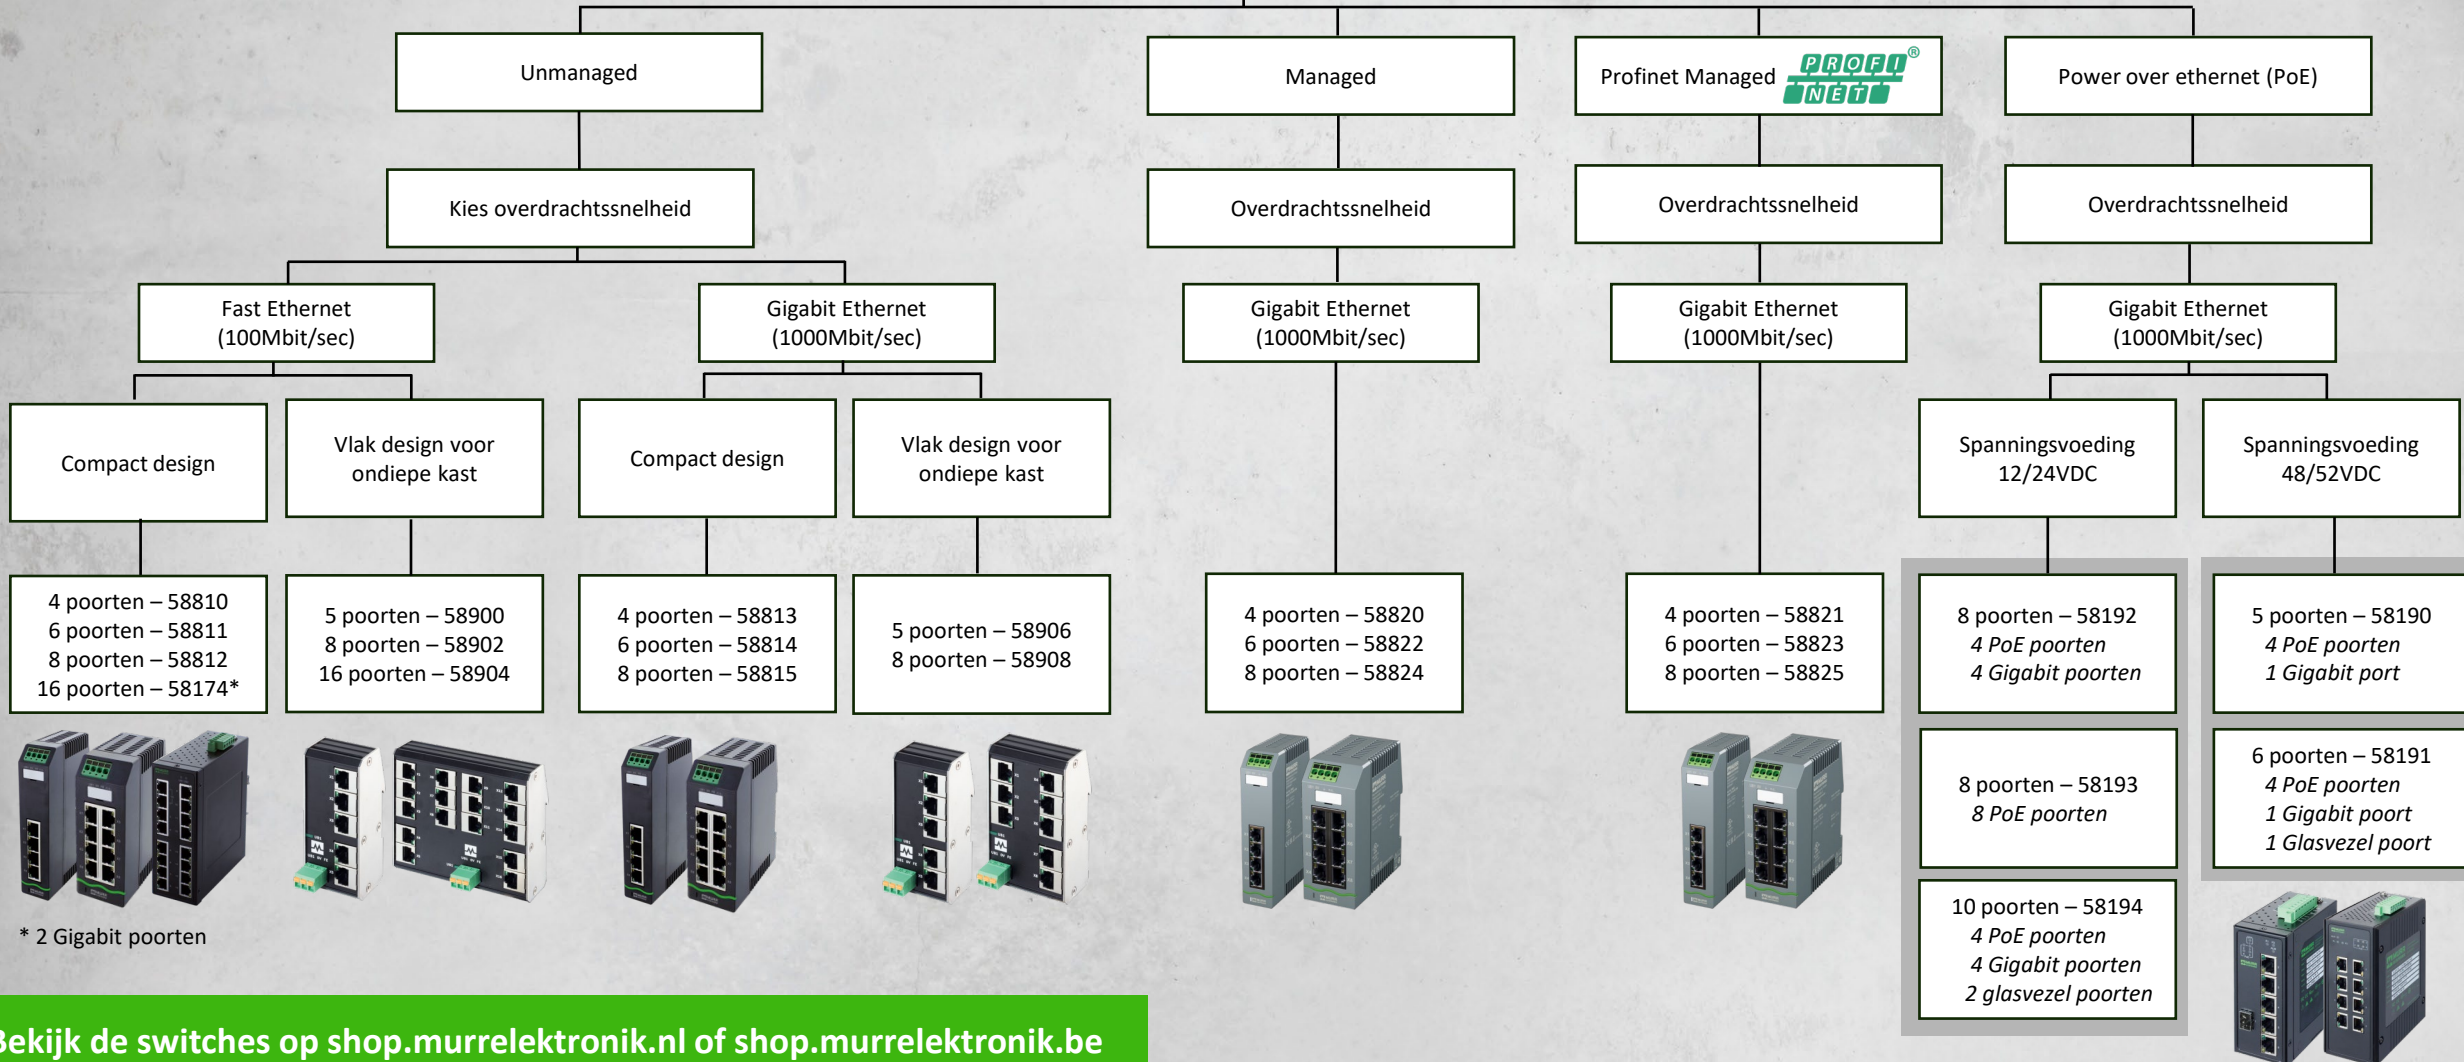 Unmanaged
Managed
Profinet Managed
PROFI®
NET
Power over ethernet (PoE)
Kies overdrachtssnelheid
Overdrachtssnelheid
Overdrachtssnelheid
Overdrachtssnelheid
Fast Ethernet
(100Mbit/sec)
Gigabit Ethernet
(1000Mbit/sec)
Gigabit Ethernet
(1000Mbit/sec)
Gigabit Ethernet
(1000Mbit/sec)
Gigabit Ethernet
(1000Mbit/sec)
Compact design
Vlak design voor
ondiepe kast
Compact design
Vlak design voor
ondiepe kast
Spanningsvoeding
12/24VDC
Spanningsvoeding
48/52VDC
4 poorten – 58810
6 poorten – 58811
8 poorten – 58812
16 poorten – 58174*
5 poorten – 58900
8 poorten – 58902
16 poorten – 58904
4 poorten – 58813
6 poorten – 58814
8 poorten – 58815
5 poorten – 58906
8 poorten – 58908
4 poorten – 58820
6 poorten – 58822
8 poorten – 58824
4 poorten – 58821
6 poorten – 58823
8 poorten – 58825
8 poorten – 58192
4 PoE poorten
4 Gigabit poorten
5 poorten – 58190
4 PoE poorten
1 Gigabit port
8 poorten – 58193
8 PoE poorten
6 poorten – 58191
4 PoE poorten
1 Gigabit poort
1 Glasvezel poort
10 poorten – 58194
4 PoE poorten
4 Gigabit poorten
2 glasvezel poorten
* 2 Gigabit poorten
Bekijk de switches op shop.murrelektronik.nl of shop.murrelektronik.be